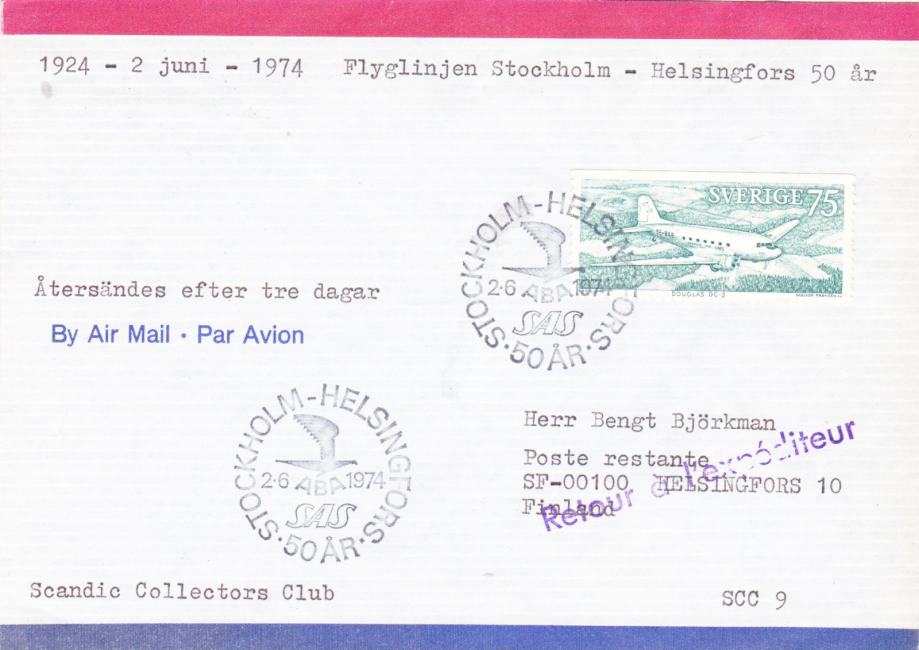 1924 - 2 juni - 1974 Flyglinjen Stockholm - Helsingfors 50 år
SVERIGE 75
DOUGLAS DC-3
STOCKHOLM-HELSINGFORS
2·6 ABA 1974
SAS
·50 ÅR·
Återsändes efter tre dagar
By Air Mail · Par Avion
STOCKHOLM-HELSINGFORS
2·6 ABA 1974
SAS
·50 ÅR·
Herr Bengt Björkman
Poste restante
SF-00100 HELSINGFORS 10
Finland
Retour à l'expéditeur
Scandic Collectors Club
SCC 9